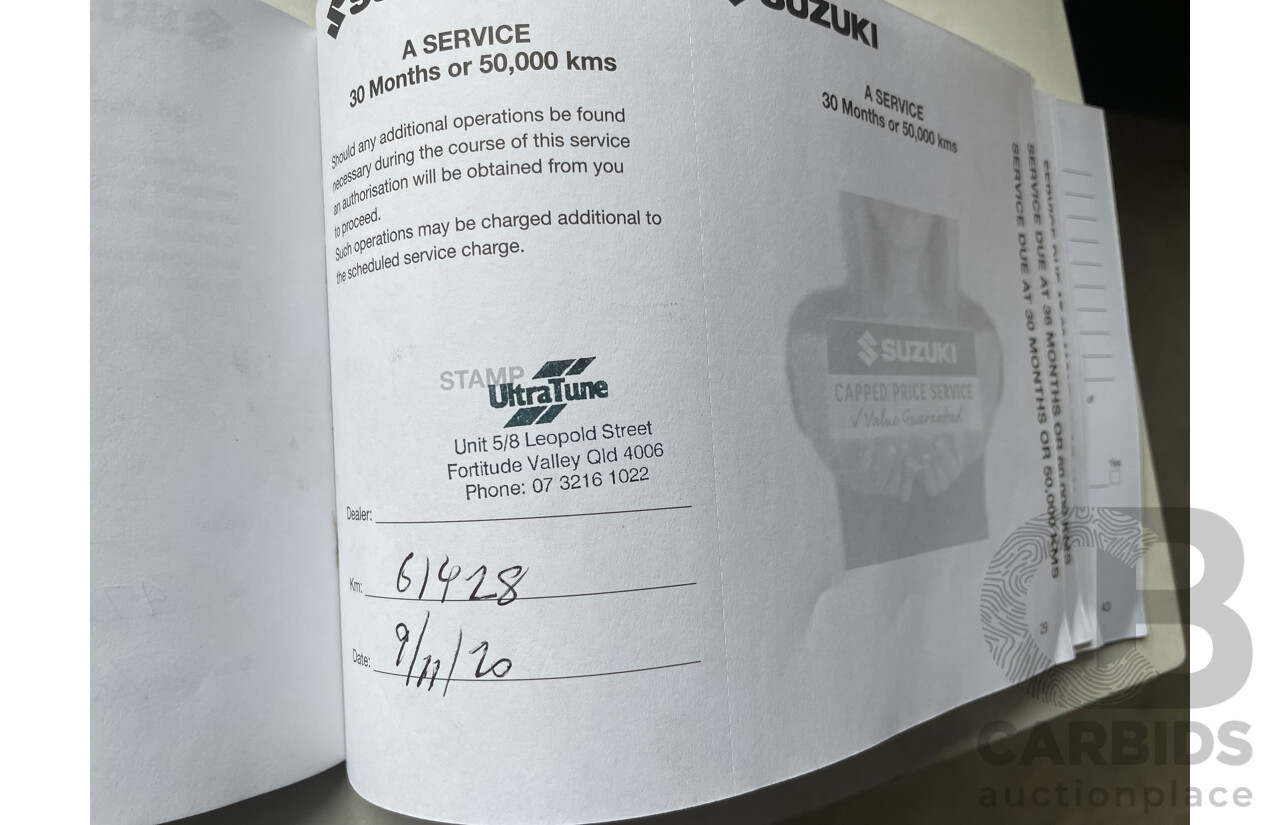 SUZUKI
A SERVICE
30 Months or 50,000 kms
Should any additional operations be found
necessary during the course of this service
an authorisation will be obtained from you
to proceed.
Such operations may be charged additional to
the scheduled service charge.
STAMP
UltraTune
Unit 5/8 Leopold Street
Fortitude Valley Qld 4006
Phone: 07 3216 1022
Dealer:
Km: 61428
Date: 9/11/20
SUZUKI
A SERVICE
30 Months or 50,000 kms
SUZUKI
CAPPED PRICE SERVICE
✓ Value Guaranteed
SERVICE DUE AT 30 MONTHS OR 50,000 KMS
SERVICE DUE AT 36 MONTHS OR
KMS
29
CB
CARBIDS
auctionplace